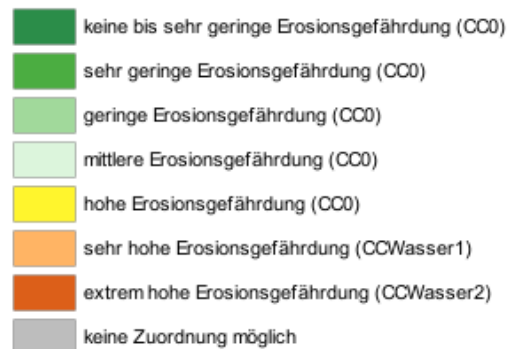 keine bis sehr geringe Erosionsgefährdung (CC0)
sehr geringe Erosionsgefährdung (CC0)
geringe Erosionsgefährdung (CC0)
mittlere Erosionsgefährdung (CC0)
hohe Erosionsgefährdung (CC0)
sehr hohe Erosionsgefährdung (CCWasser1)
extrem hohe Erosionsgefährdung (CCWasser2)
keine Zuordnung möglich